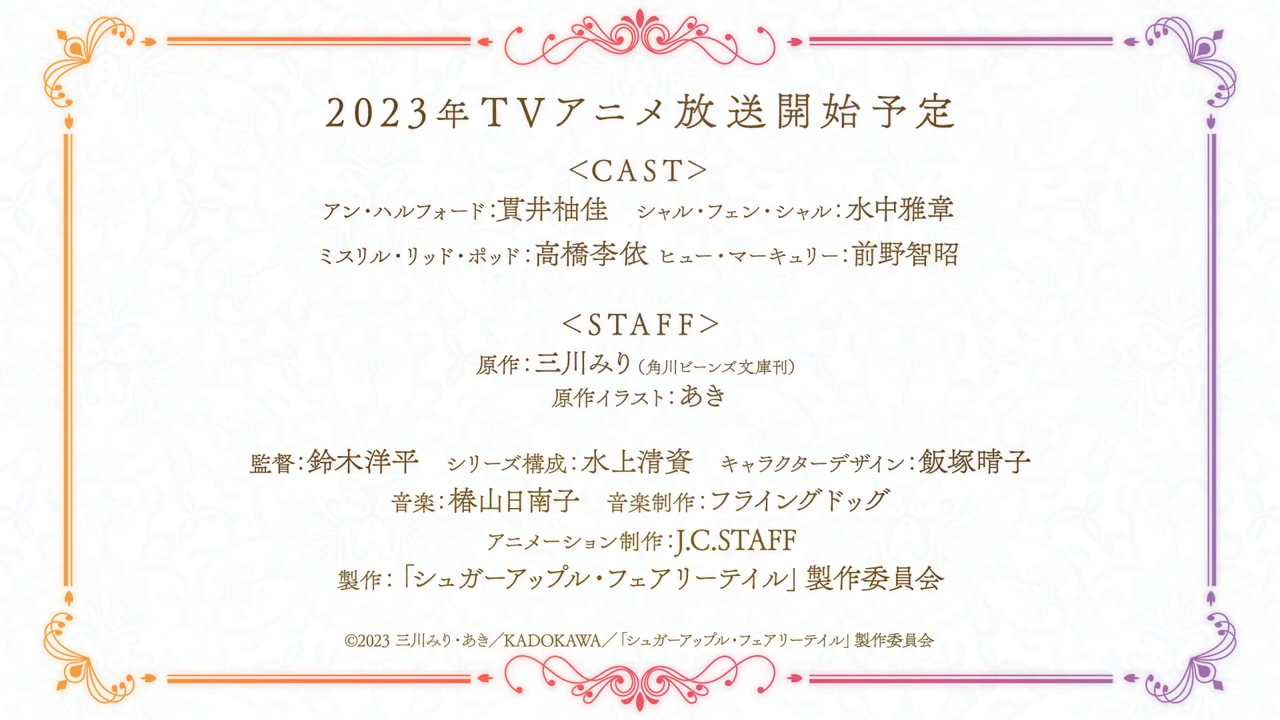 2023年TVアニメ放送開始予定
<CAST>
アン・ハルフォード:貫井柚佳 シャル・フェン・シャル:水中雅章
ミスリル・リッド・ポッド:高橋李依 ヒュー・マーキュリー:前野智昭
<STAFF>
原作:三川みり(角川ビーンズ文庫刊)
原作イラスト:あき
監督:鈴木洋平 シリーズ構成:水上清資 キャラクターデザイン:飯塚晴子
音楽:椿山日南子 音楽制作:フライングドッグ
アニメーション制作:J.C.STAFF
製作:「シュガーアップル・フェアリーテイル」製作委員会
©2023 三川みり・あき/KADOKAWA/「シュガーアップル・フェアリーテイル」製作委員会